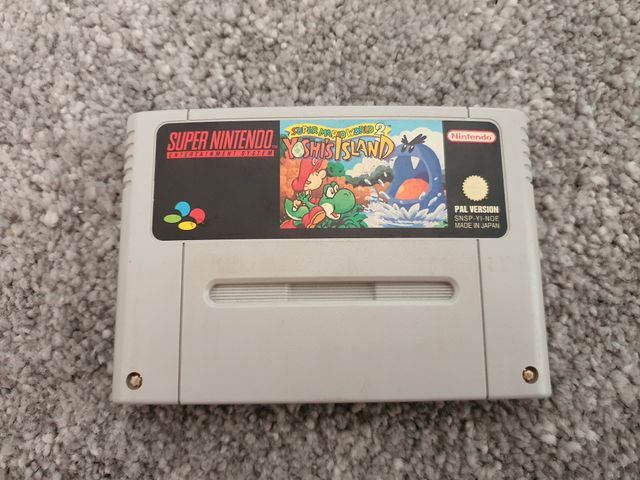 SUPER NINTENDO
ENTERTAINMENT SYSTEM
SUPER MARIO WORLD 2
YOSHI'S ISLAND
Nintendo
PAL VERSION
SNSP-YI-NOE
MADE IN JAPAN